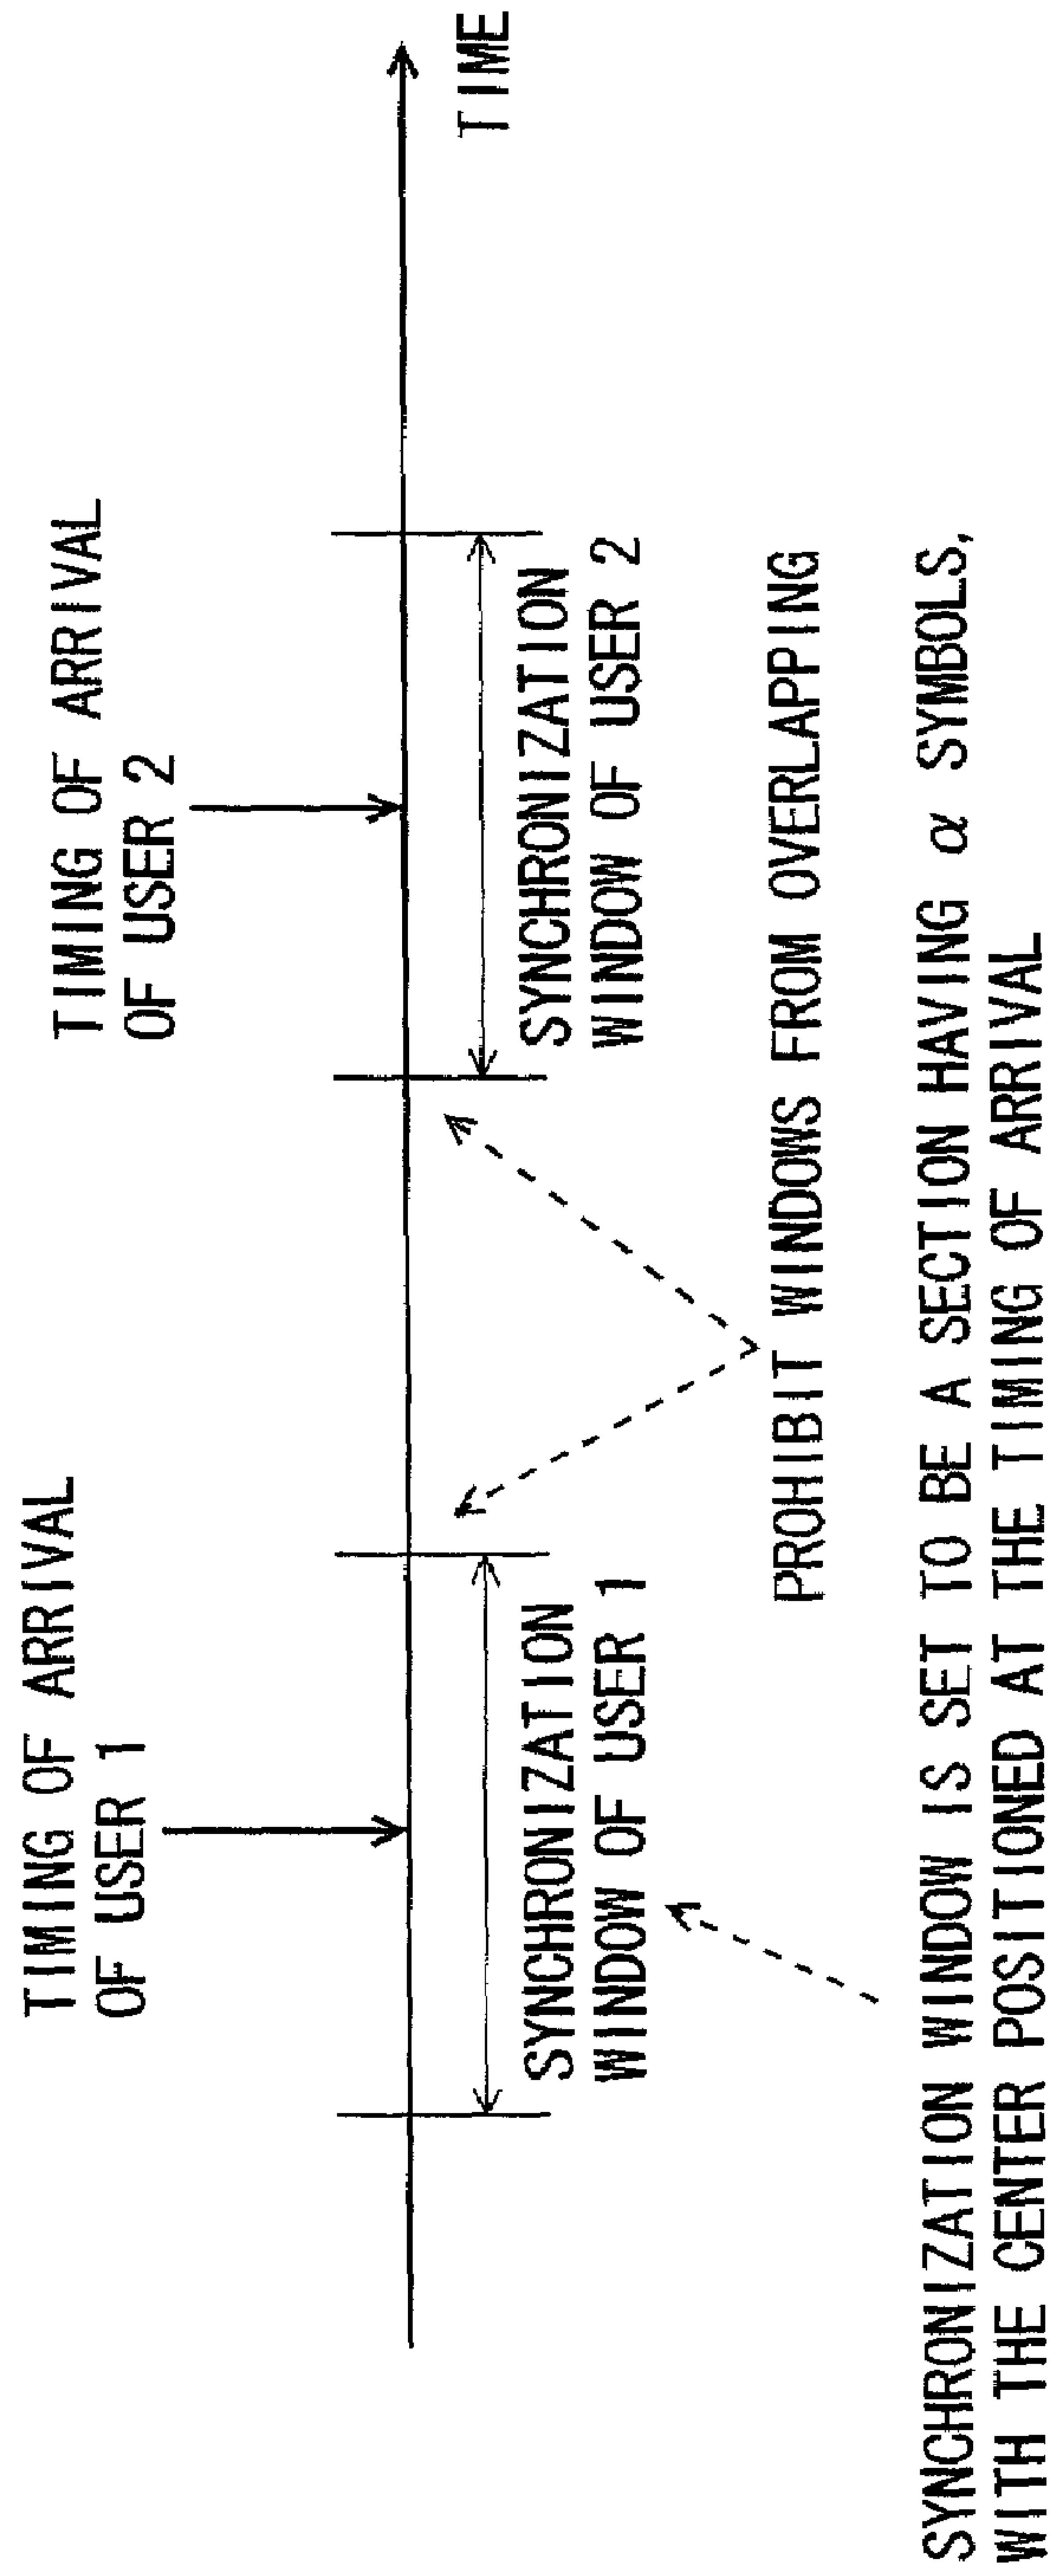 TIMING OF ARRIVAL
OF USER 1
TIMING OF ARRIVAL
OF USER 2
TIME
SYNCHRONIZATION
WINDOW OF USER 1
SYNCHRONIZATION
WINDOW OF USER 2
PROHIBIT WINDOWS FROM OVERLAPPING
SYNCHRONIZATION WINDOW IS SET TO BE A SECTION HAVING α SYMBOLS,
WITH THE CENTER POSITIONED AT THE TIMING OF ARRIVAL